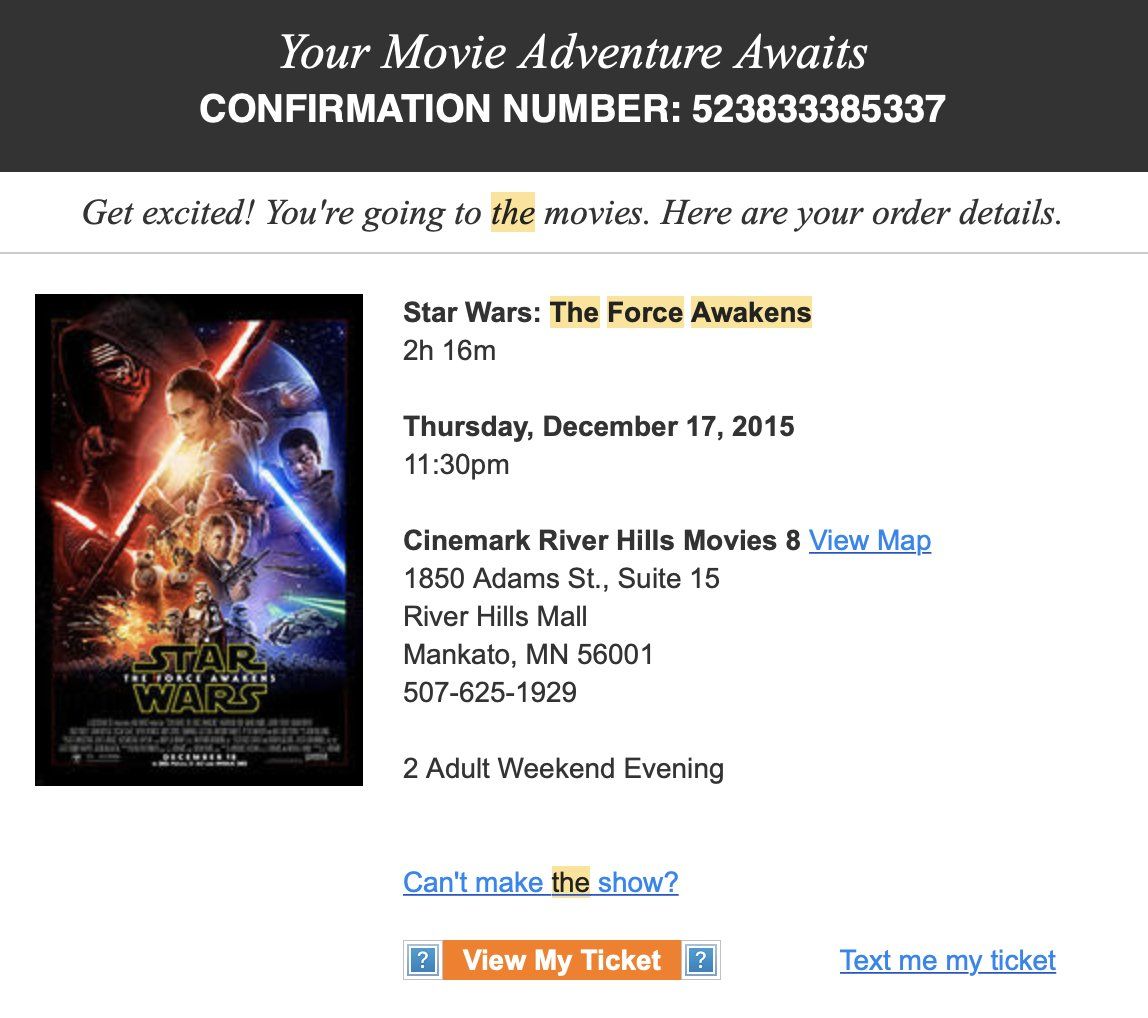 Your Movie Adventure Awaits
CONFIRMATION NUMBER: 523833385337
Get excited! You're going to the movies. Here are your order details.
Star Wars: The Force Awakens
2h 16m
Thursday, December 17, 2015
11:30pm
Cinemark River Hills Movies 8 View Map
1850 Adams St., Suite 15
River Hills Mall
Mankato, MN 56001
507-625-1929
2 Adult Weekend Evening
Can't make the show?
? View My Ticket ? Text me my ticket
STAR
THE FORCE AWAKENS
WARS
DECEMBER 18